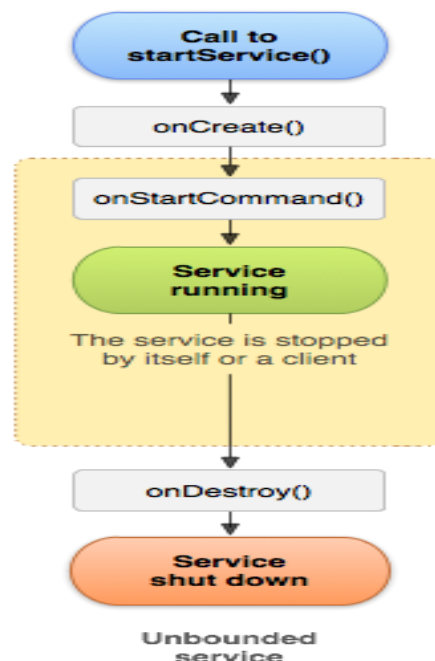 Call to
startService()
onCreate()
onStartCommand()
Service
running
The service is stopped
by itself or a client
onDestroy()
Service
shut down
Unbounded
service